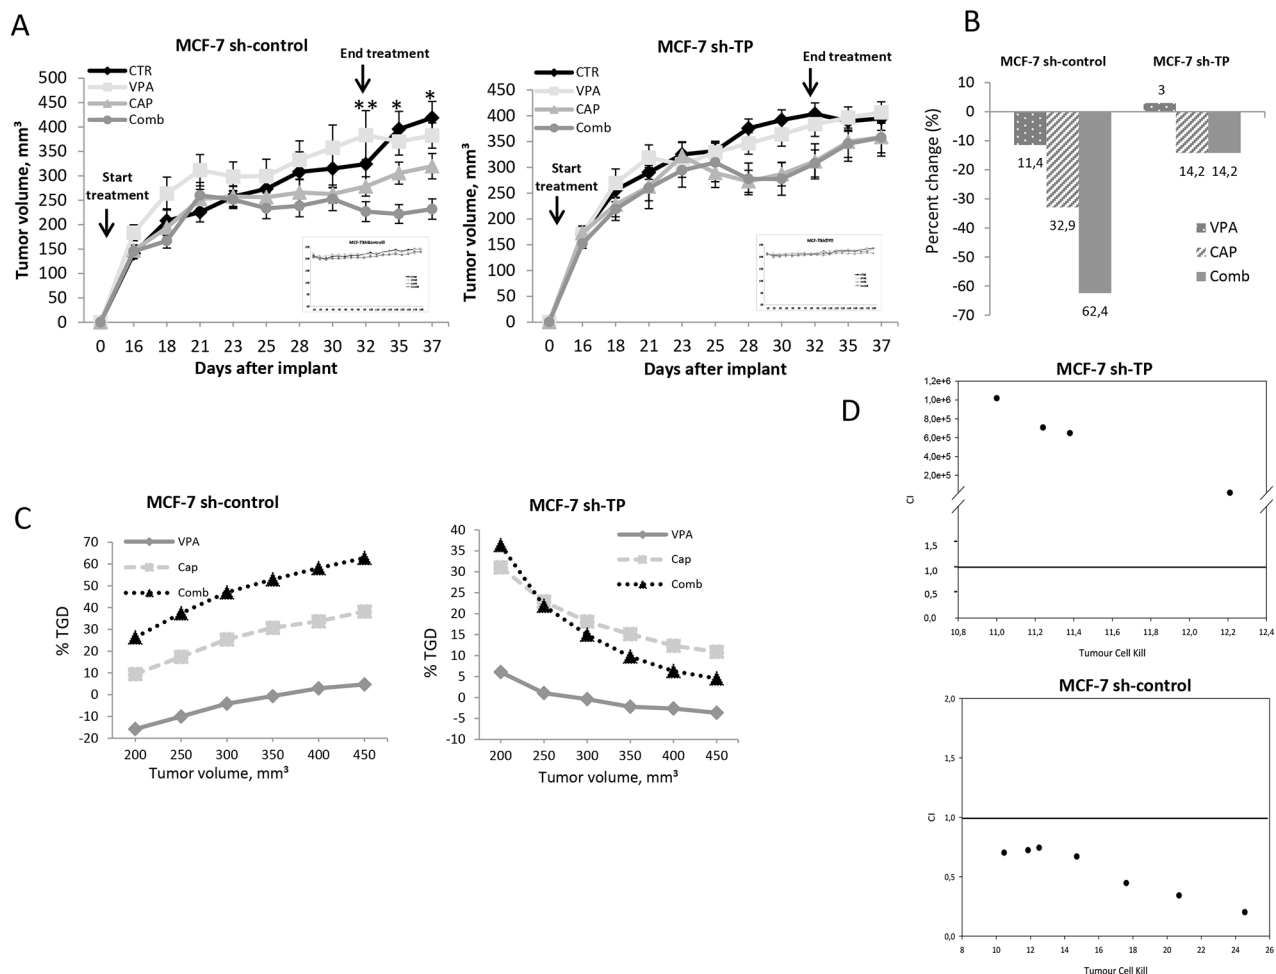 A
MCF-7 sh-control
End treatment
CTR
VPA
CAP
Comb
** * *
Start
treatment
Tumor volume, mm³
500
450
400
350
300
250
200
150
100
50
0
0 16 18 21 23 25 28 30 32 35 37
Days after implant
MCF-7 sh-TP
End treatment
CTR
VPA
CAP
Comb
Start
treatment
Tumor volume, mm³
450
400
350
300
250
200
150
100
50
0
0 16 18 21 23 25 28 30 32 35 37
Days after implant
B
MCF-7 sh-control MCF-7 sh-TP
Percent change (%)
10
0
-10
-20
-30
-40
-50
-60
-70
11,4
32,9
62,4
3
14,2 14,2
VPA
CAP
Comb
C
MCF-7 sh-control
VPA
Cap
Comb
% TGD
70
60
50
40
30
20
10
0
-10
-20
200 250 300 350 400 450
Tumor volume, mm³
MCF-7 sh-TP
VPA
Cap
Comb
% TGD
40
35
30
25
20
15
10
5
0
-5
-10
200 250 300 350 400 450
Tumor volume, mm³
D
MCF-7 sh-TP
1,2e+6
1,0e+6
8,0e+5
6,0e+5
4,0e+5
2,0e+5
CI
1,5
1,0
0,5
0,0
10,8 11,0 11,2 11,4 11,6 11,8 12,0 12,2 12,4
Tumour Cell Kill
MCF-7 sh-control
2,0
1,5
CI
1,0
0,5
0,0
8 10 12 14 16 18 20 22 24 26
Tumour Cell Kill